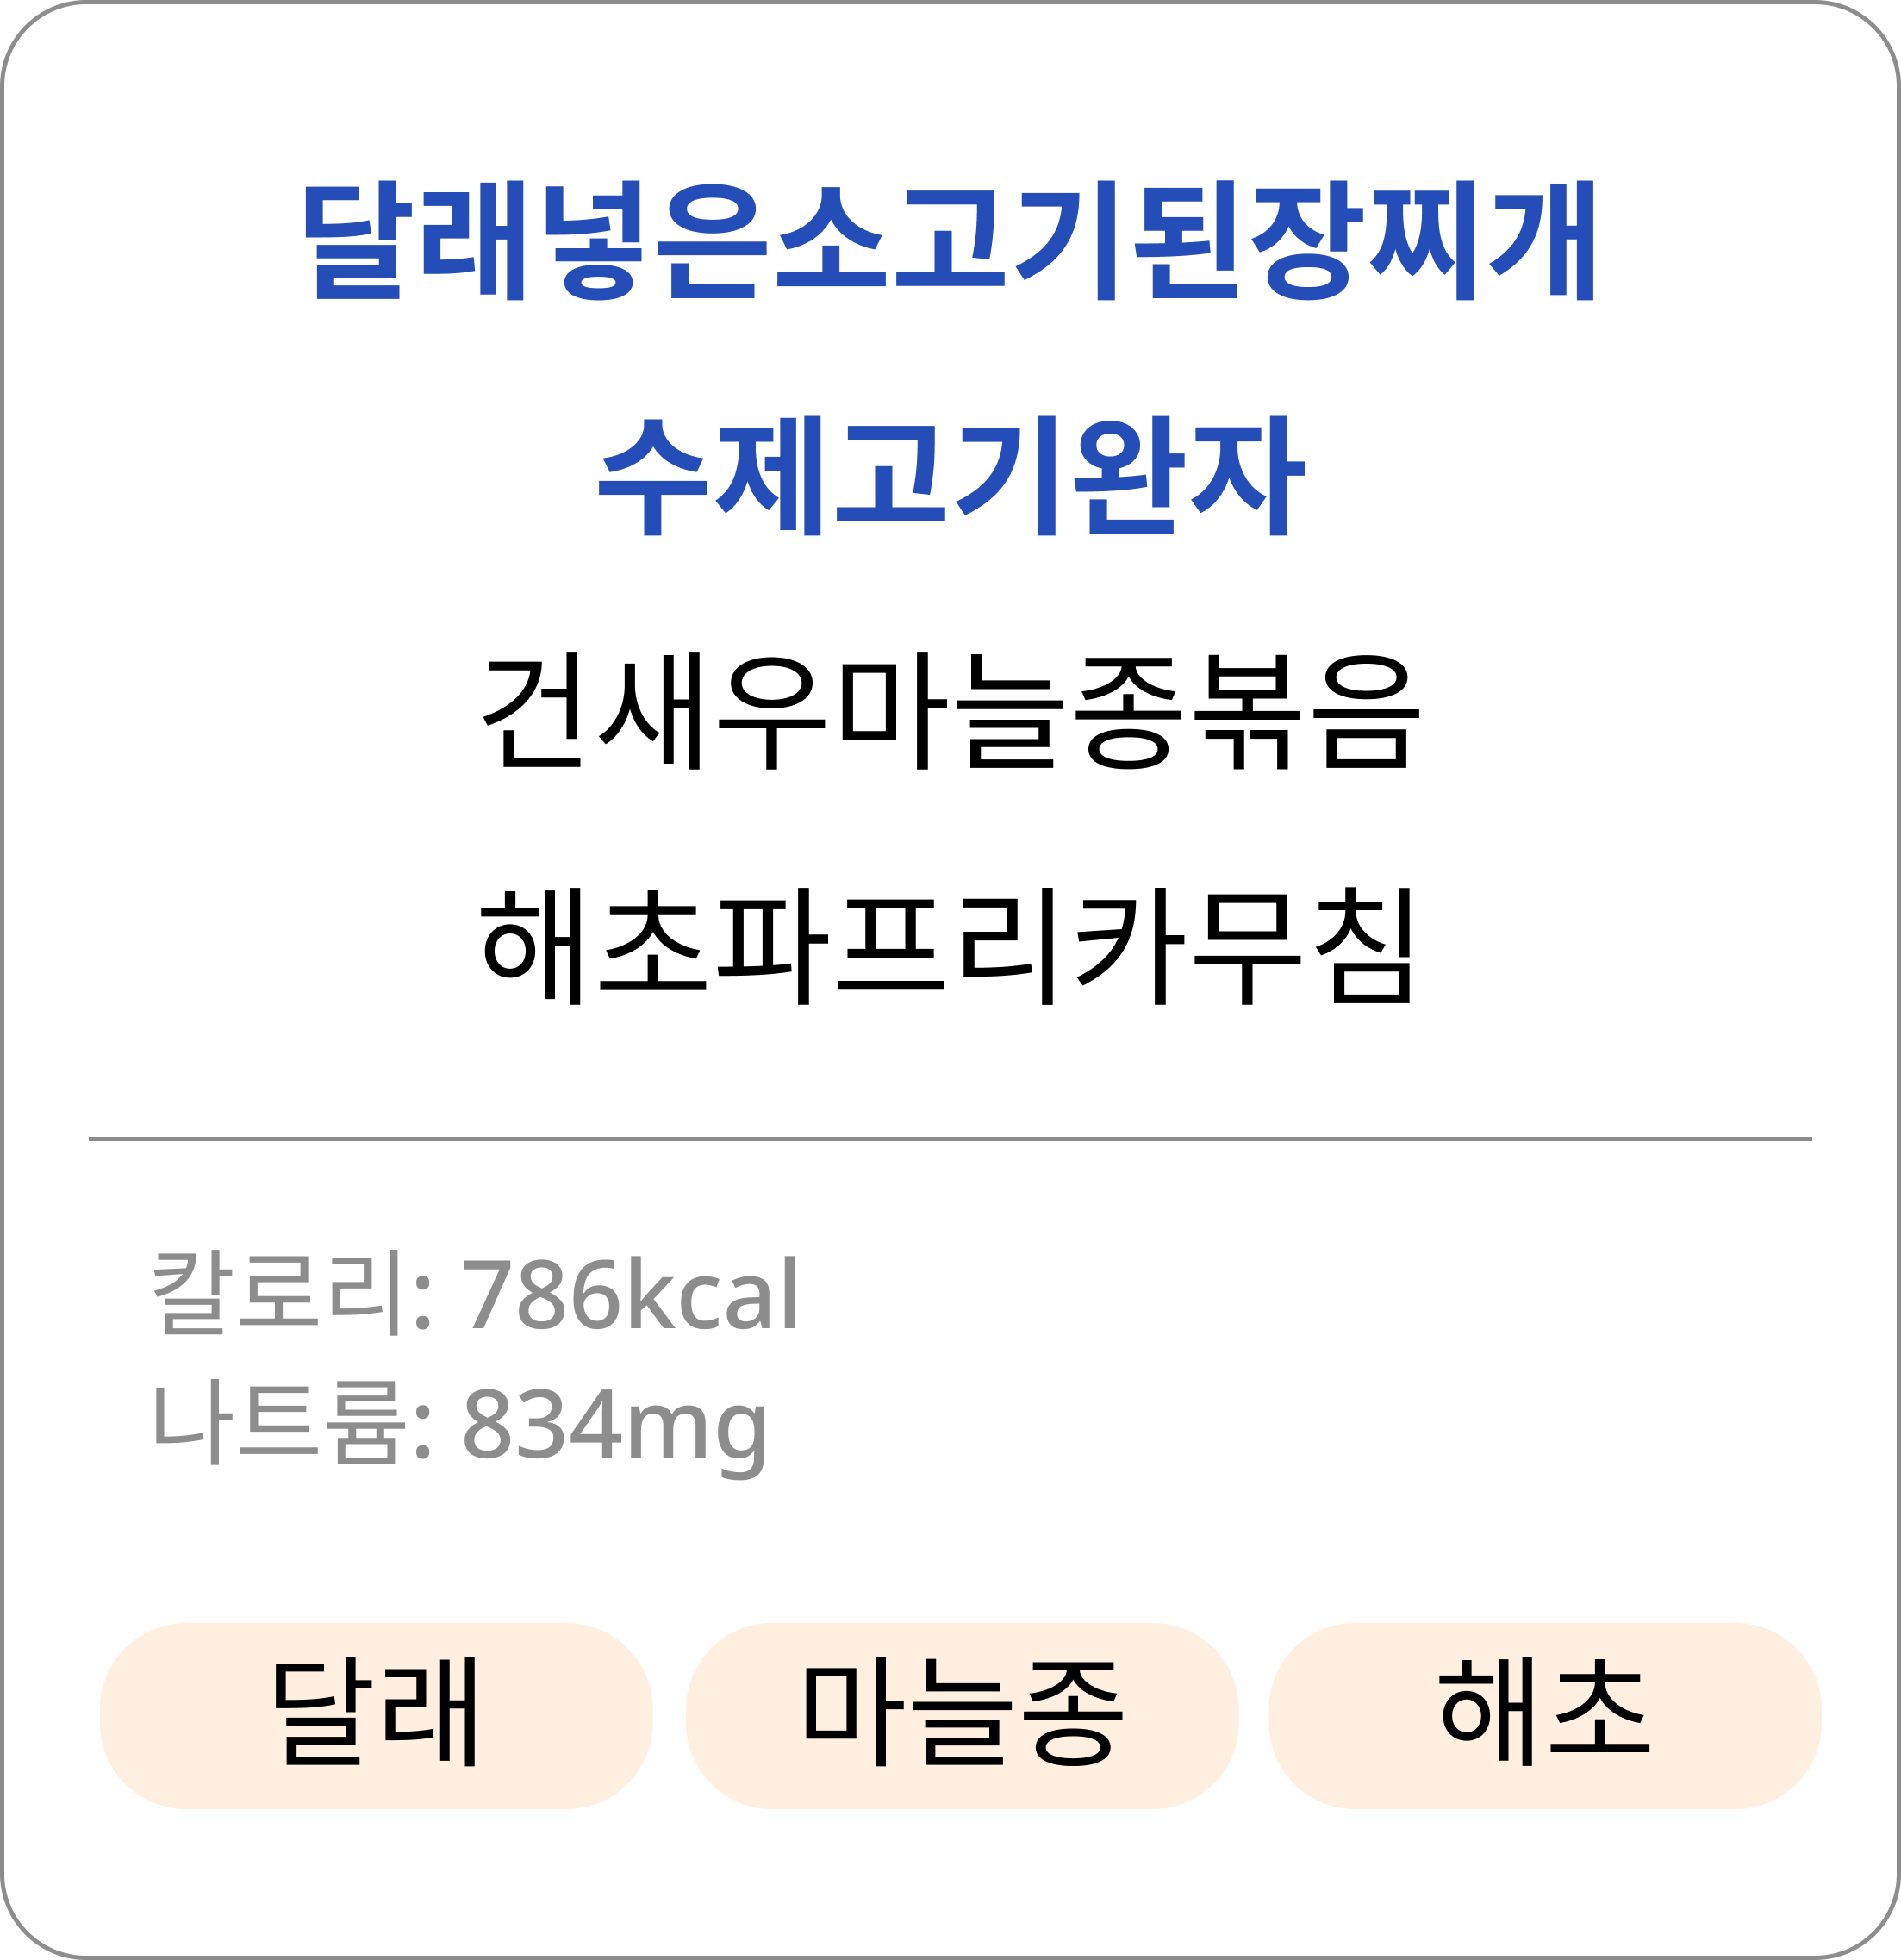 달래녕은소고기된장찌개
수제고기완자
건새우마늘종볶음
해초파프리카무침
칼로리: 786kcal
나트륨: 834mg
달래
마늘종
해초